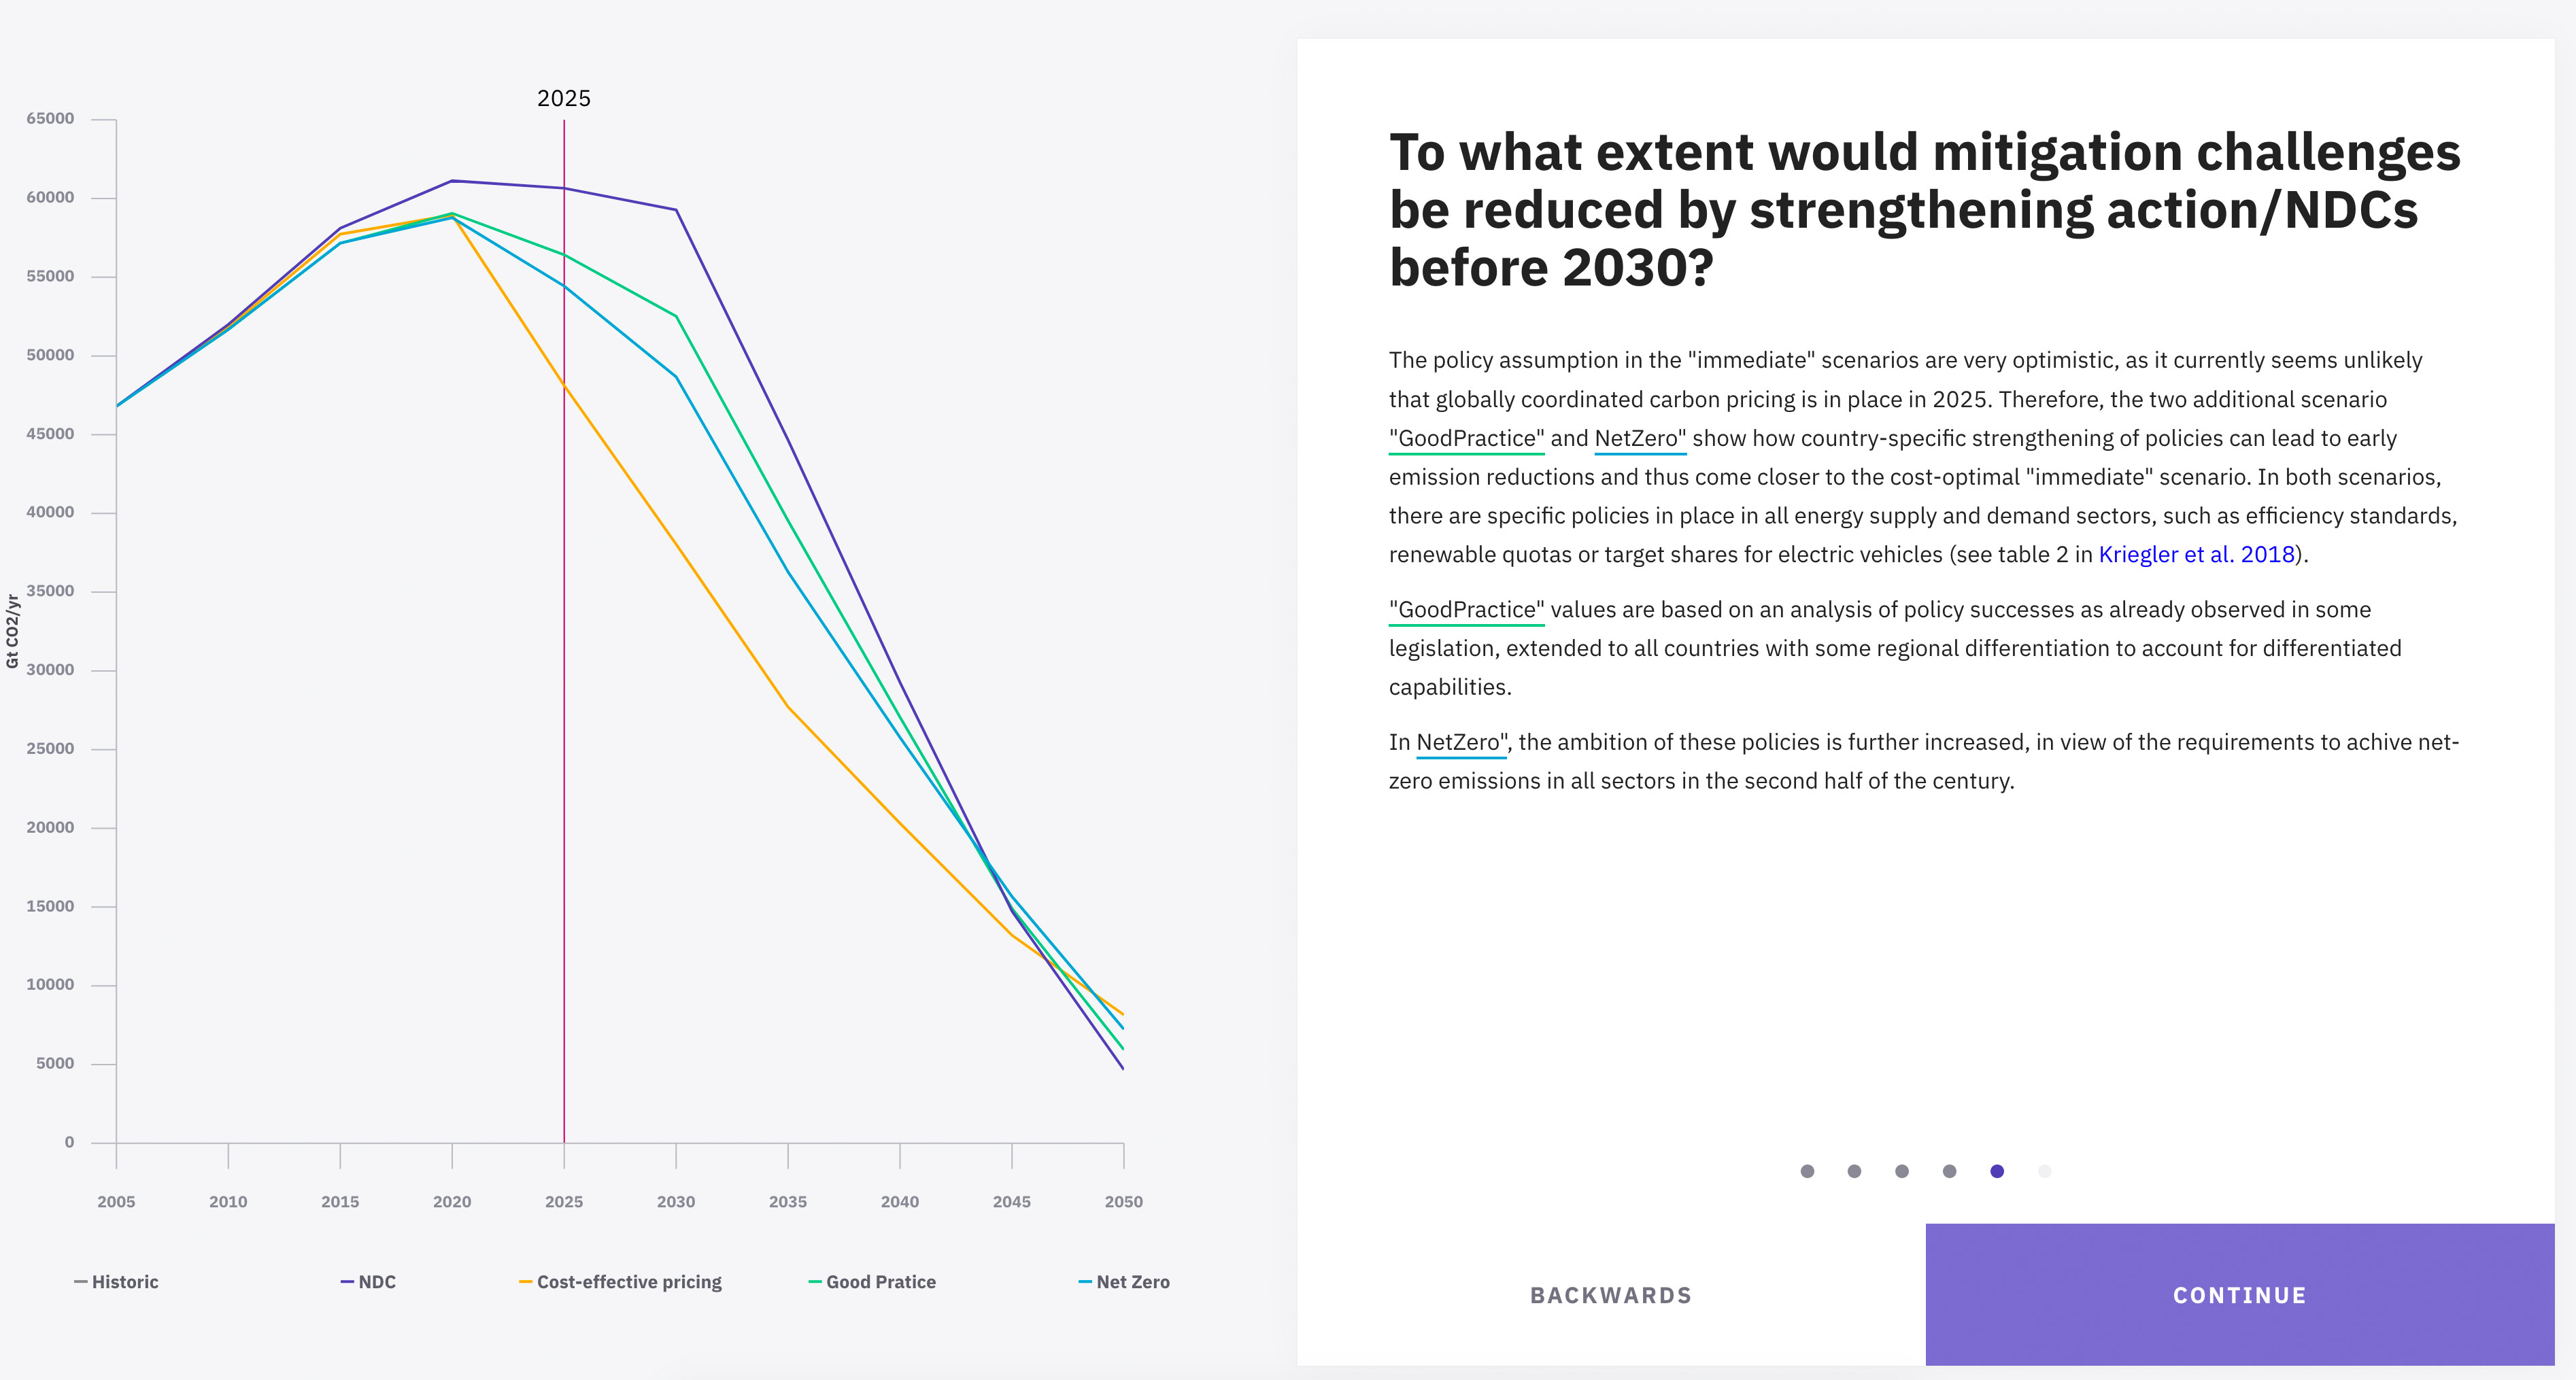 2025
65000
60000
55000
50000
45000
40000
35000
30000
25000
20000
15000
10000
5000
0
Gt CO2/yr
2005 2010 2015 2020 2025 2030 2035 2040 2045 2050
Historic NDC Cost-effective pricing Good Pratice Net Zero
To what extent would mitigation challenges
be reduced by strengthening action/NDCs
before 2030?
The policy assumption in the "immediate" scenarios are very optimistic, as it currently seems unlikely
that globally coordinated carbon pricing is in place in 2025. Therefore, the two additional scenario
"GoodPractice" and NetZero" show how country-specific strengthening of policies can lead to early
emission reductions and thus come closer to the cost-optimal "immediate" scenario. In both scenarios,
there are specific policies in place in all energy supply and demand sectors, such as efficiency standards,
renewable quotas or target shares for electric vehicles (see table 2 in Kriegler et al. 2018).
"GoodPractice" values are based on an analysis of policy successes as already observed in some
legislation, extended to all countries with some regional differentiation to account for differentiated
capabilities.
In NetZero", the ambition of these policies is further increased, in view of the requirements to achive net-
zero emissions in all sectors in the second half of the century.
BACKWARDS
CONTINUE